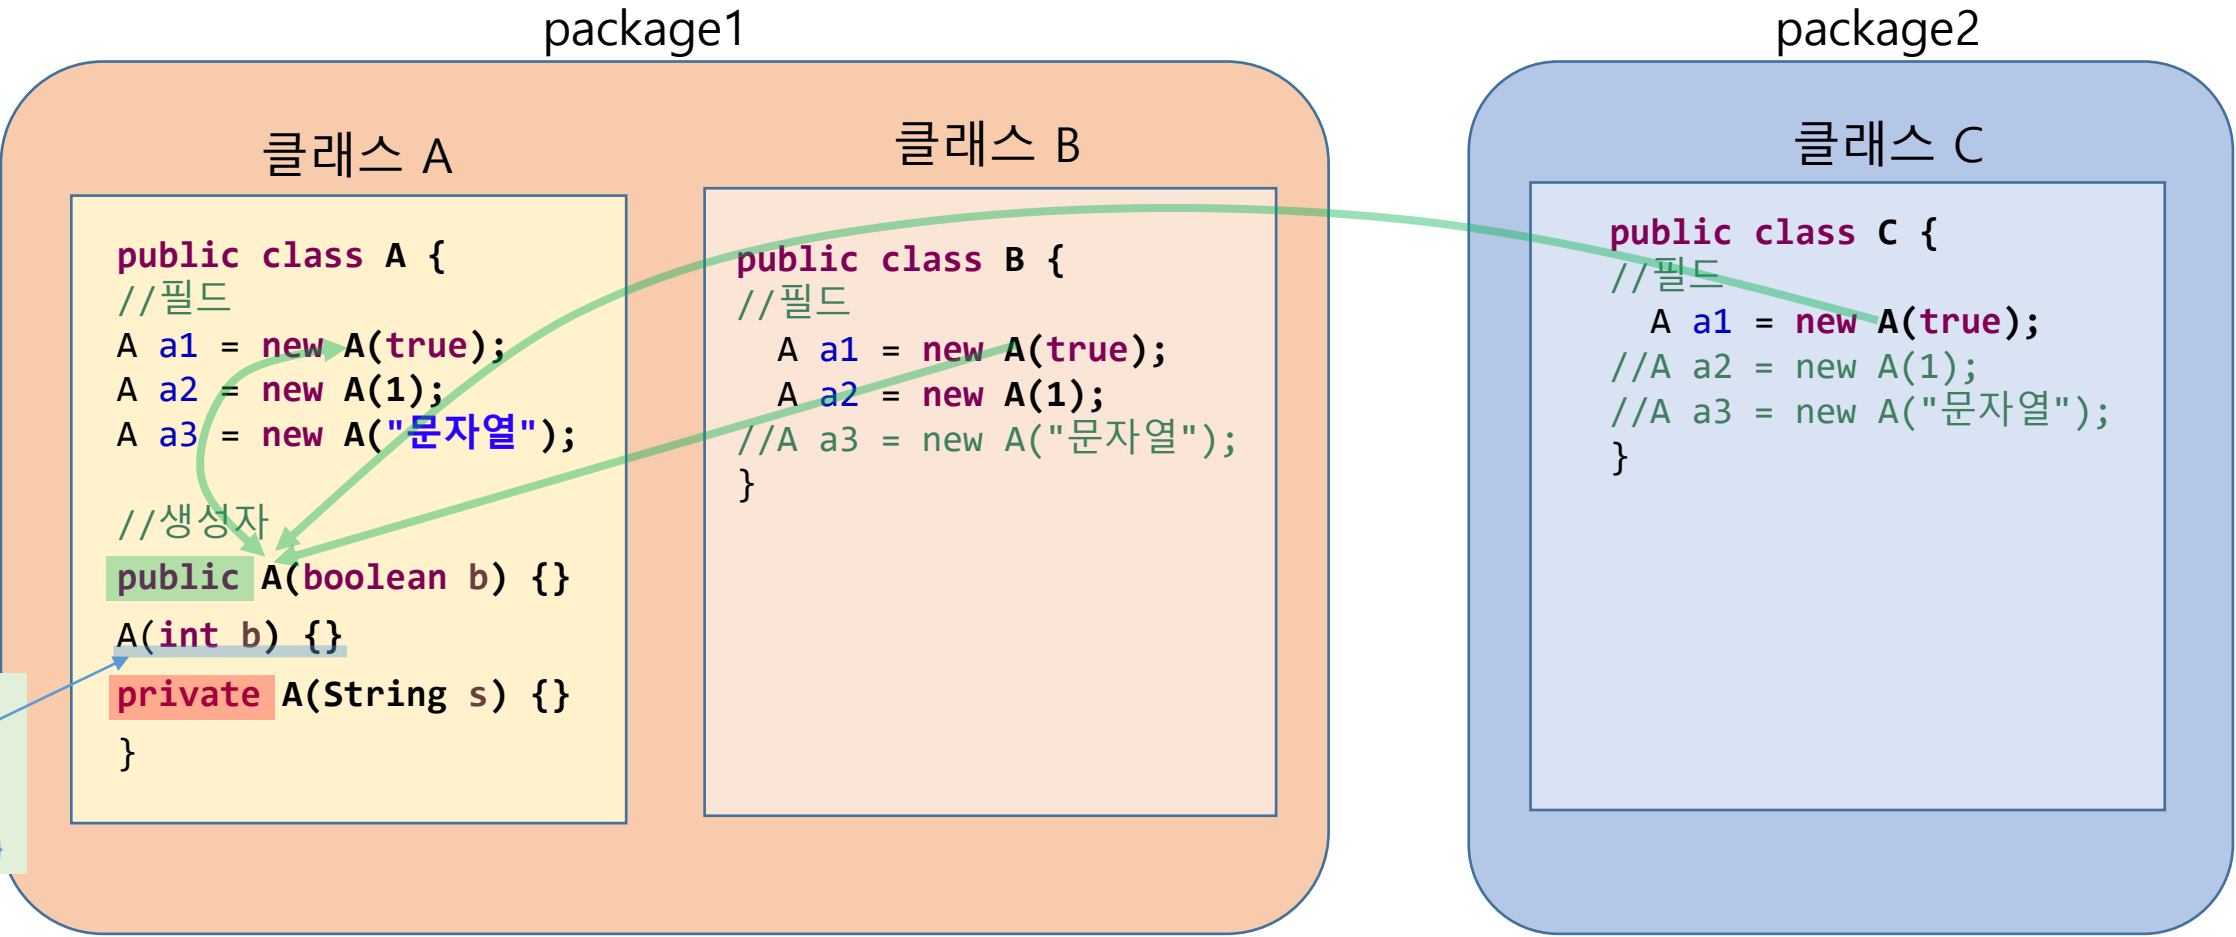 package1
클래스 A
public class A {
//필드
A a1 = new A(true);
A a2 = new A(1);
A a3 = new A("문자열");
//생성자
public A(boolean b) {}
A(int b) {}
private A(String s) {}
}
클래스 B
public class B {
//필드
A a1 = new A(true);
A a2 = new A(1);
//A a3 = new A("문자열");
}
package2
클래스 C
public class C {
//필드
A a1 = new A(true);
//A a2 = new A(1);
//A a3 = new A("문자열");
}